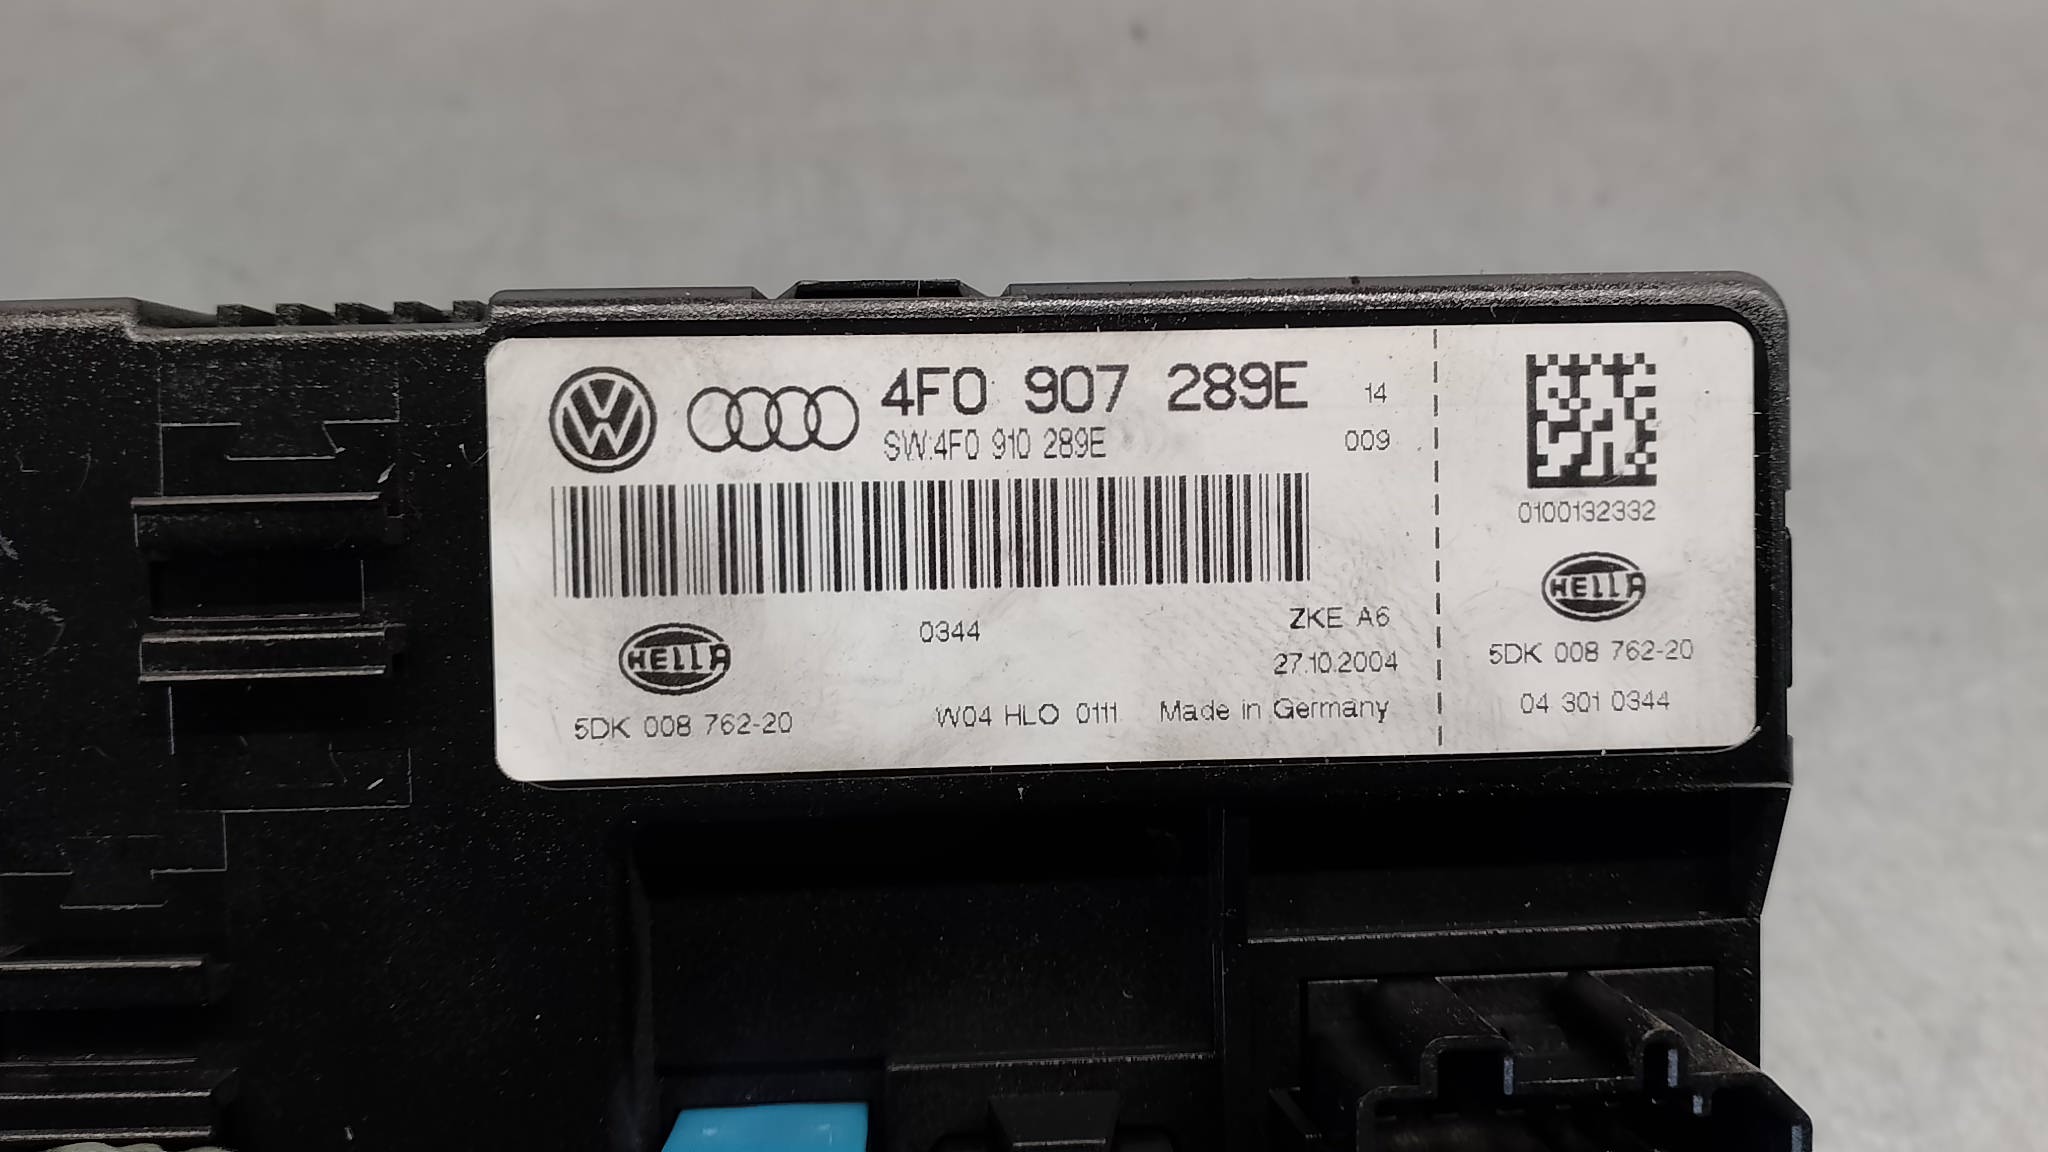 4F0 907 289E 14
SW:4F0 910 289E 009
0344
ZKE A6
27.10.2004
HELLA
5DK 008 762-20
W04 HLO 0111 Made in Germany
0100132332
HELLA
5DK 008 762-20
04 301 0344